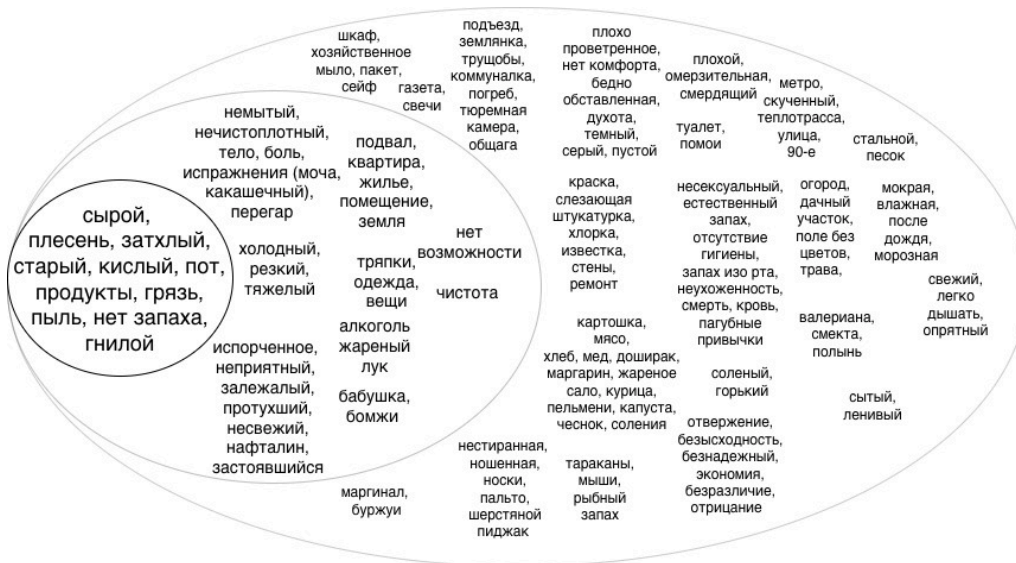 сырой,
плесень, затхлый,
старый, кислый, пот,
продукты, грязь,
пыль, нет запаха,
гнилой
немытый,
нечистоплотный,
тело, боль,
испражнения (моча,
какашечный),
перегар
холодный,
резкий,
тяжелый
испорченное,
неприятный,
залежалый,
протухший,
несвежий,
нафталин,
застоявшийся
подвал,
квартира,
жилье,
помещение,
земля
тряпки,
одежда,
вещи
алкоголь
жареный
лук
бабушка,
бомжи
нет
возможности
чистота
шкаф,
хозяйственное
мыло, пакет,
сейф
газета,
свечи
подъезд,
землянка,
трущобы,
коммуналка,
погреб,
тюремная
камера,
общага
плохо
проветренное,
нет комфорта,
бедно
обставленная,
духота,
темный,
серый, пустой
плохой,
омерзительная,
смердящий
туалет,
помои
метро,
скученный,
теплотрасса,
улица,
90-е
стальной,
песок
краска,
слезающая
штукатурка,
хлорка,
известка,
стены,
ремонт
несексуальный,
естественный
запах,
отсутствие
гигиены,
запах изо рта,
неухоженность,
смерть, кровь,
пагубные
привычки
огород,
дачный
участок,
поле без
цветов,
трава,
мокрая,
влажная,
после
дождя,
морозная
свежий,
легко
дышать,
опрятный
картошка,
мясо,
хлеб, мед, доширак,
маргарин, жареное
сало, курица,
пельмени, капуста,
чеснок, соления
валериана,
смекта,
полынь
соленый,
горький
сытый,
ленивый
отвержение,
безысходность,
безнадежный,
экономия,
безразличие,
отрицание
нестиранная,
ношенная,
носки,
пальто,
шерстяной
пиджак
тараканы,
мыши,
рыбный
запах
маргинал,
буржуи